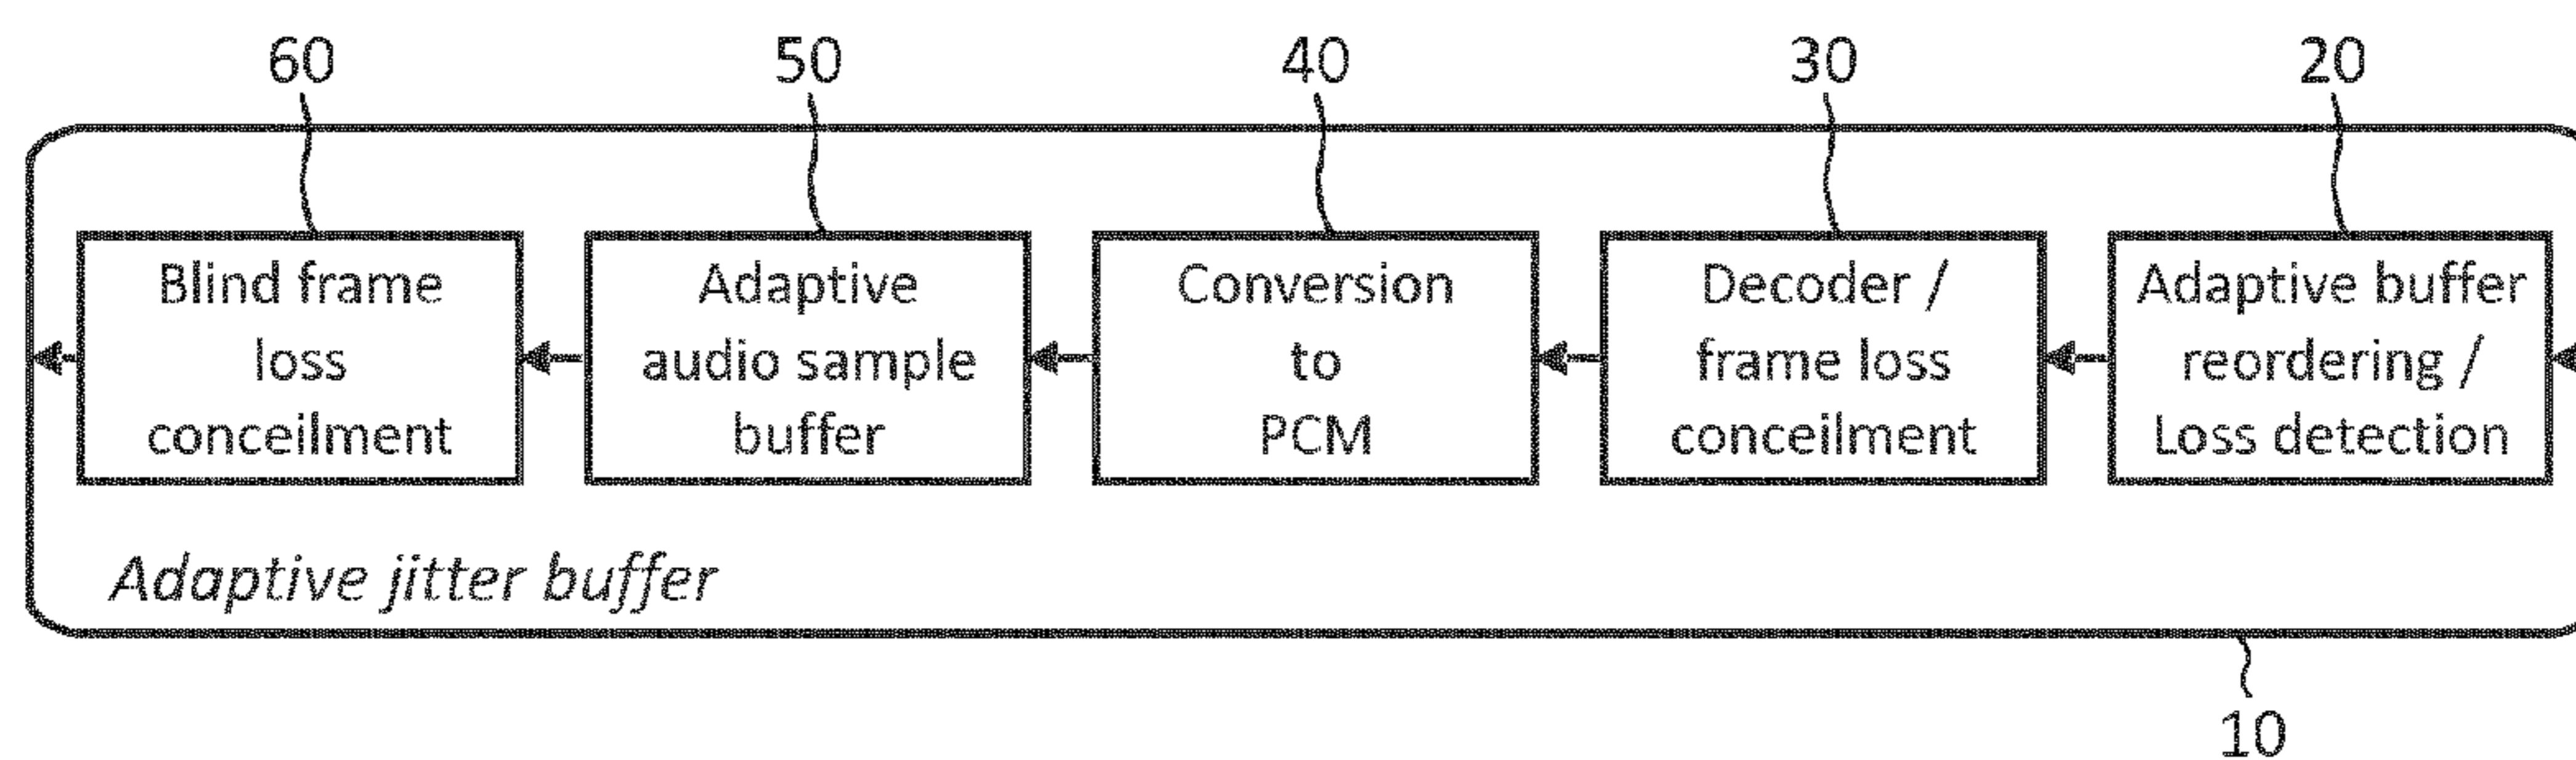 60 50 40 30 20
Blind frame
loss
conceilment
Adaptive
audio sample
buffer
Conversion
to
PCM
Decoder /
frame loss
conceilment
Adaptive buffer
reordering /
Loss detection
Adaptive jitter buffer
10